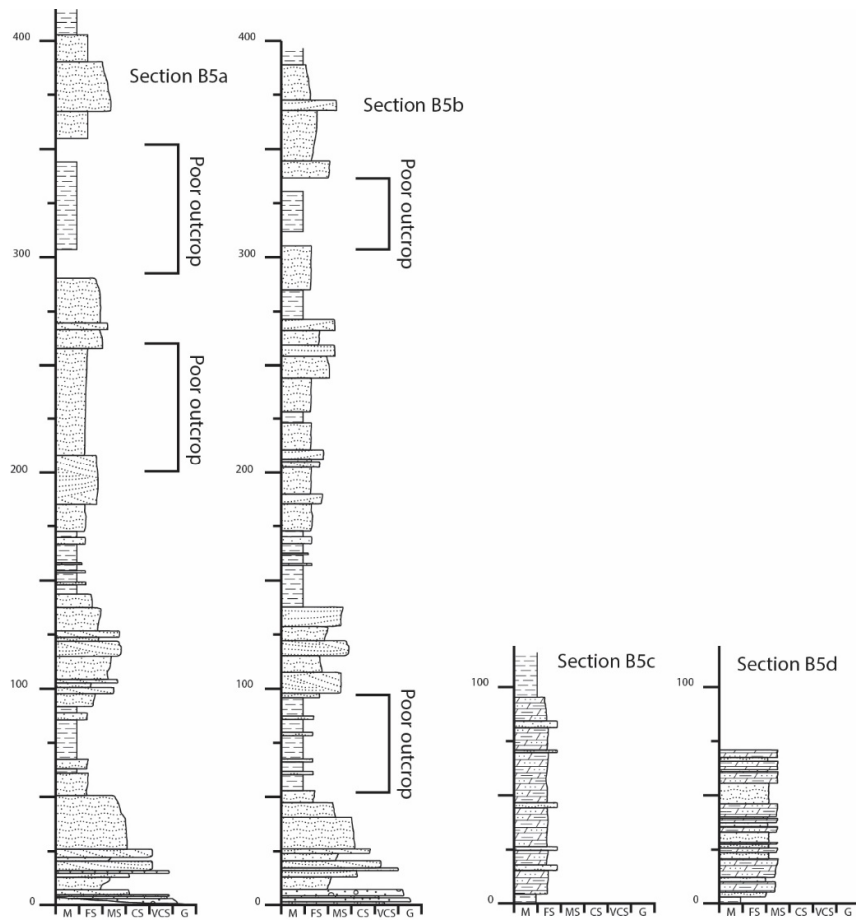 400
Section B5a
Poor outcrop
300
Poor outcrop
200
100
0
M FS MS CS VCS G
400
Section B5b
Poor outcrop
300
200
100
Poor outcrop
0
M FS MS CS VCS G
Section B5c
100
0
M FS MS CS VCS G
Section B5d
100
0
M FS MS CS VCS G